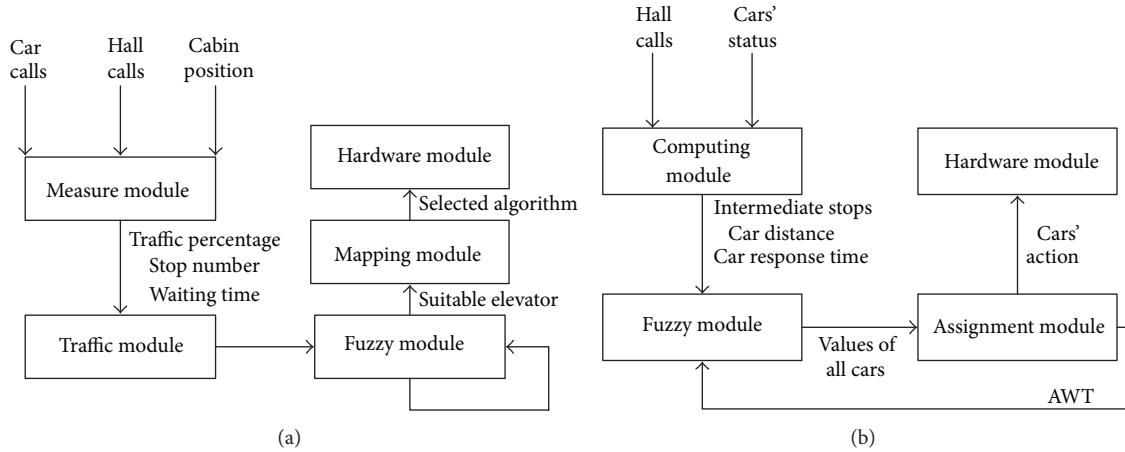 Car
calls
Hall
calls
Cabin
position
Measure module
Traffic percentage
Stop number
Waiting time
Traffic module
Hardware module
Selected algorithm
Mapping module
Suitable elevator
Fuzzy module
(a)
Hall
calls
Cars'
status
Computing
module
Intermediate stops
Car distance
Car response time
Fuzzy module
Values of
all cars
Hardware module
Cars'
action
Assignment module
AWT
(b)